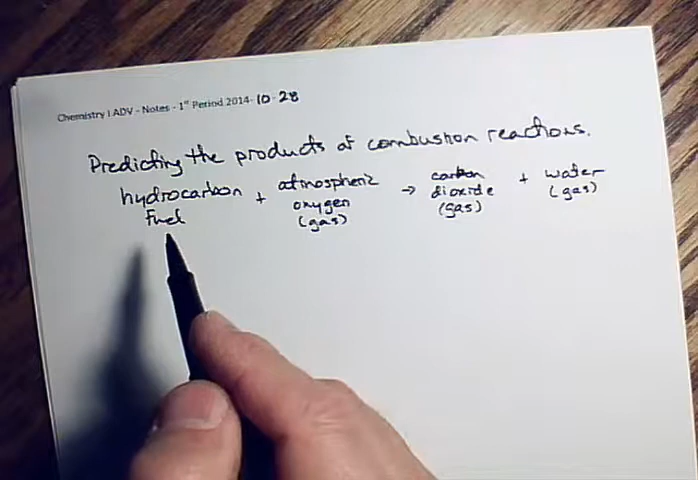 Chemistry I ADV - Notes - 1st Period 2014- 10-28
Predicting the products of combustion reactions.
hydrocarbon + atmospheric → carbon + water
fuel oxygen dioxide (gas)
(gas) (gas)